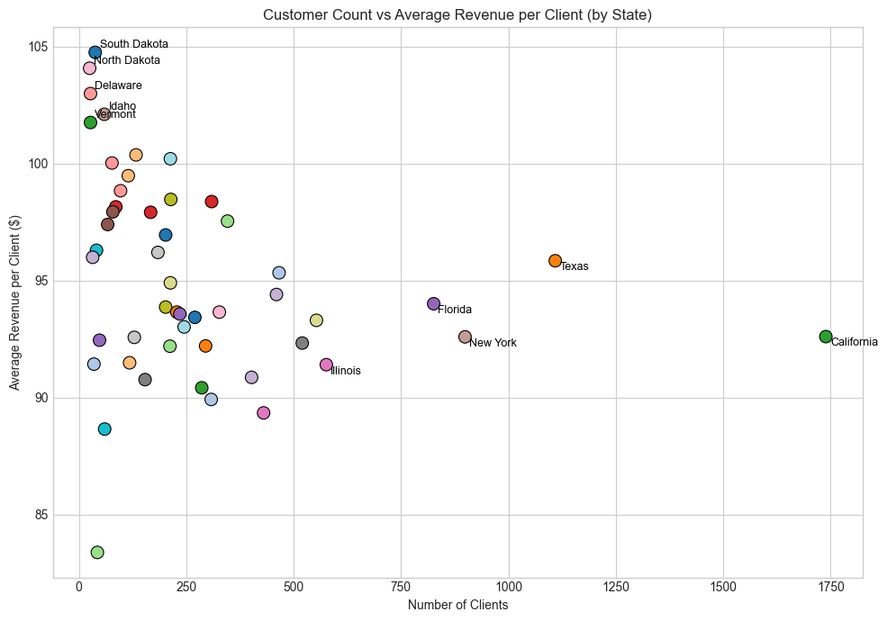 Customer Count vs Average Revenue per Client (by State)
105
South Dakota
North Dakota
Delaware
Idaho
Vermont
100
95
Texas
Florida
New York
California
Illinois
90
85
Average Revenue per Client ($)
0 250 500 750 1000 1250 1500 1750
Number of Clients